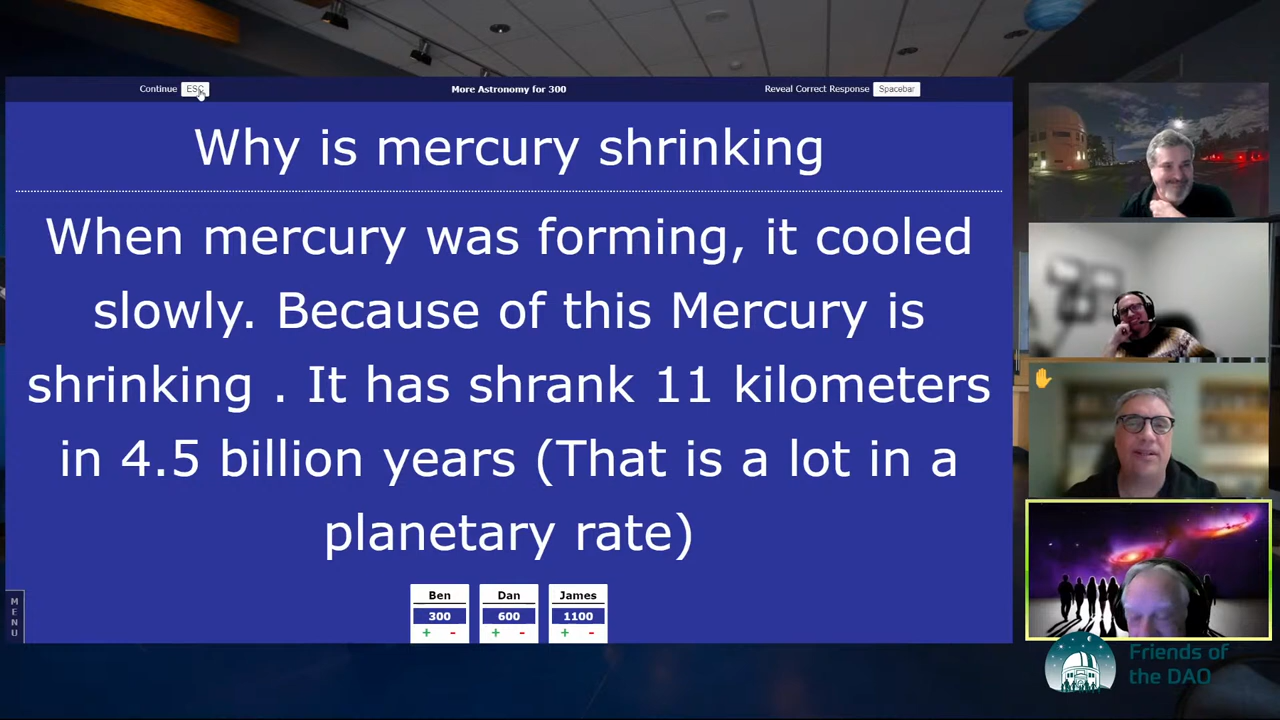 Continue ESC
More Astronomy for 300
Reveal Correct Response Spacebar
Why is mercury shrinking
When mercury was forming, it cooled
slowly. Because of this Mercury is
shrinking . It has shrank 11 kilometers
in 4.5 billion years (That is a lot in a
planetary rate)
MENU
Ben
300
+ -
Dan
600
+ -
James
1100
+ -
Friends of
the DAO